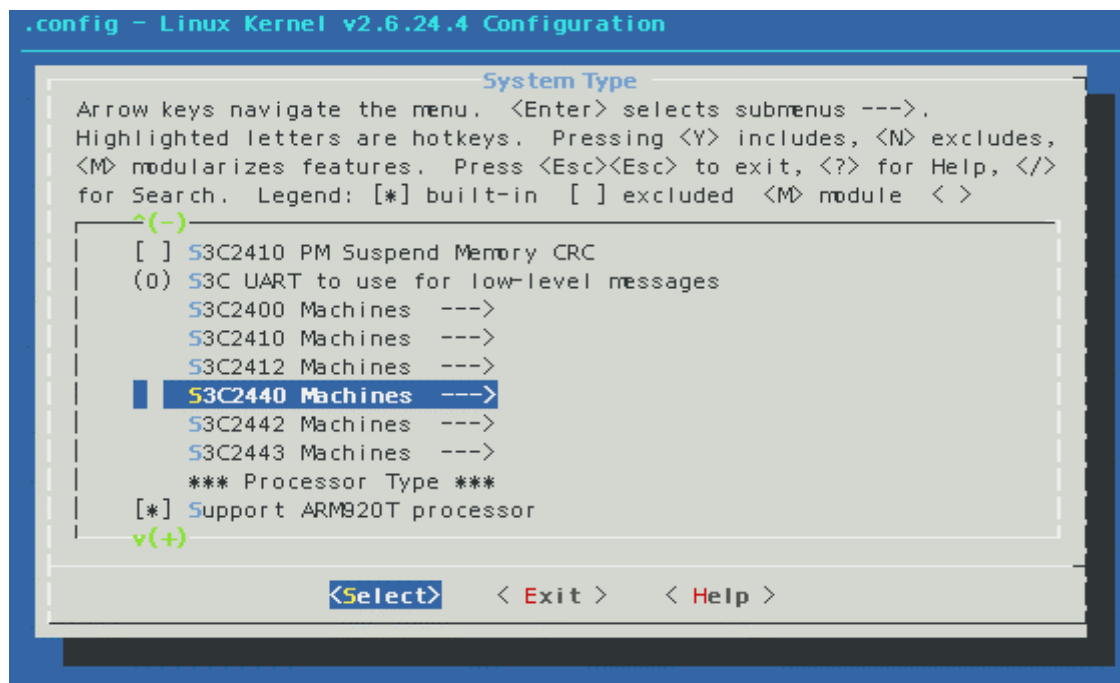 .config - Linux Kernel v2.6.24.4 Configuration
System Type
Arrow keys navigate the menu.  <Enter> selects submenus --->.
Highlighted letters are hotkeys.  Pressing <Y> includes, <N> excludes,
<M> modularizes features.  Press <Esc><Esc> to exit, <?> for Help, </>
for Search.  Legend: [*] built-in  [ ] excluded  <M> module  < >
^(-)
[ ] S3C2410 PM Suspend Memory CRC
(0) S3C UART to use for low-level messages
S3C2400 Machines  --->
S3C2410 Machines  --->
S3C2412 Machines  --->
S3C2440 Machines  --->
S3C2442 Machines  --->
S3C2443 Machines  --->
*** Processor Type ***
[*] Support ARM920T processor
v(+)
<Select>    < Exit >    < Help >